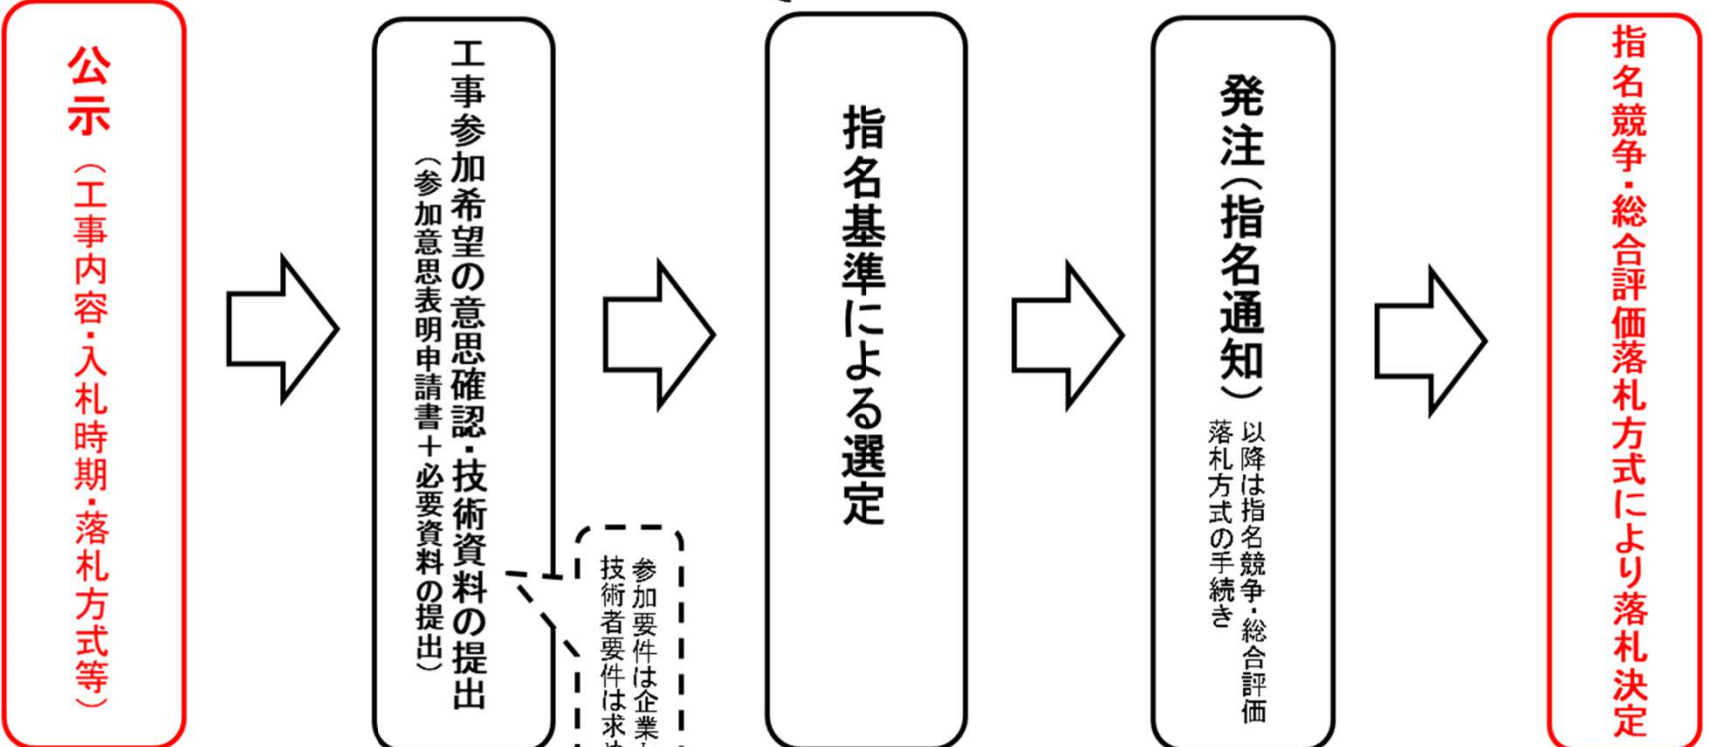 公示（工事内容・入札時期・落札方式等）
工事参加希望の意思確認・技術資料の提出
（参加意思表明申請書＋必要資料の提出）
参加要件は企業
技術者要件は求
指名基準による選定
発注（指名通知）
以降は指名競争・総合評価
落札方式の手続き
指名競争・総合評価落札方式により落札決定